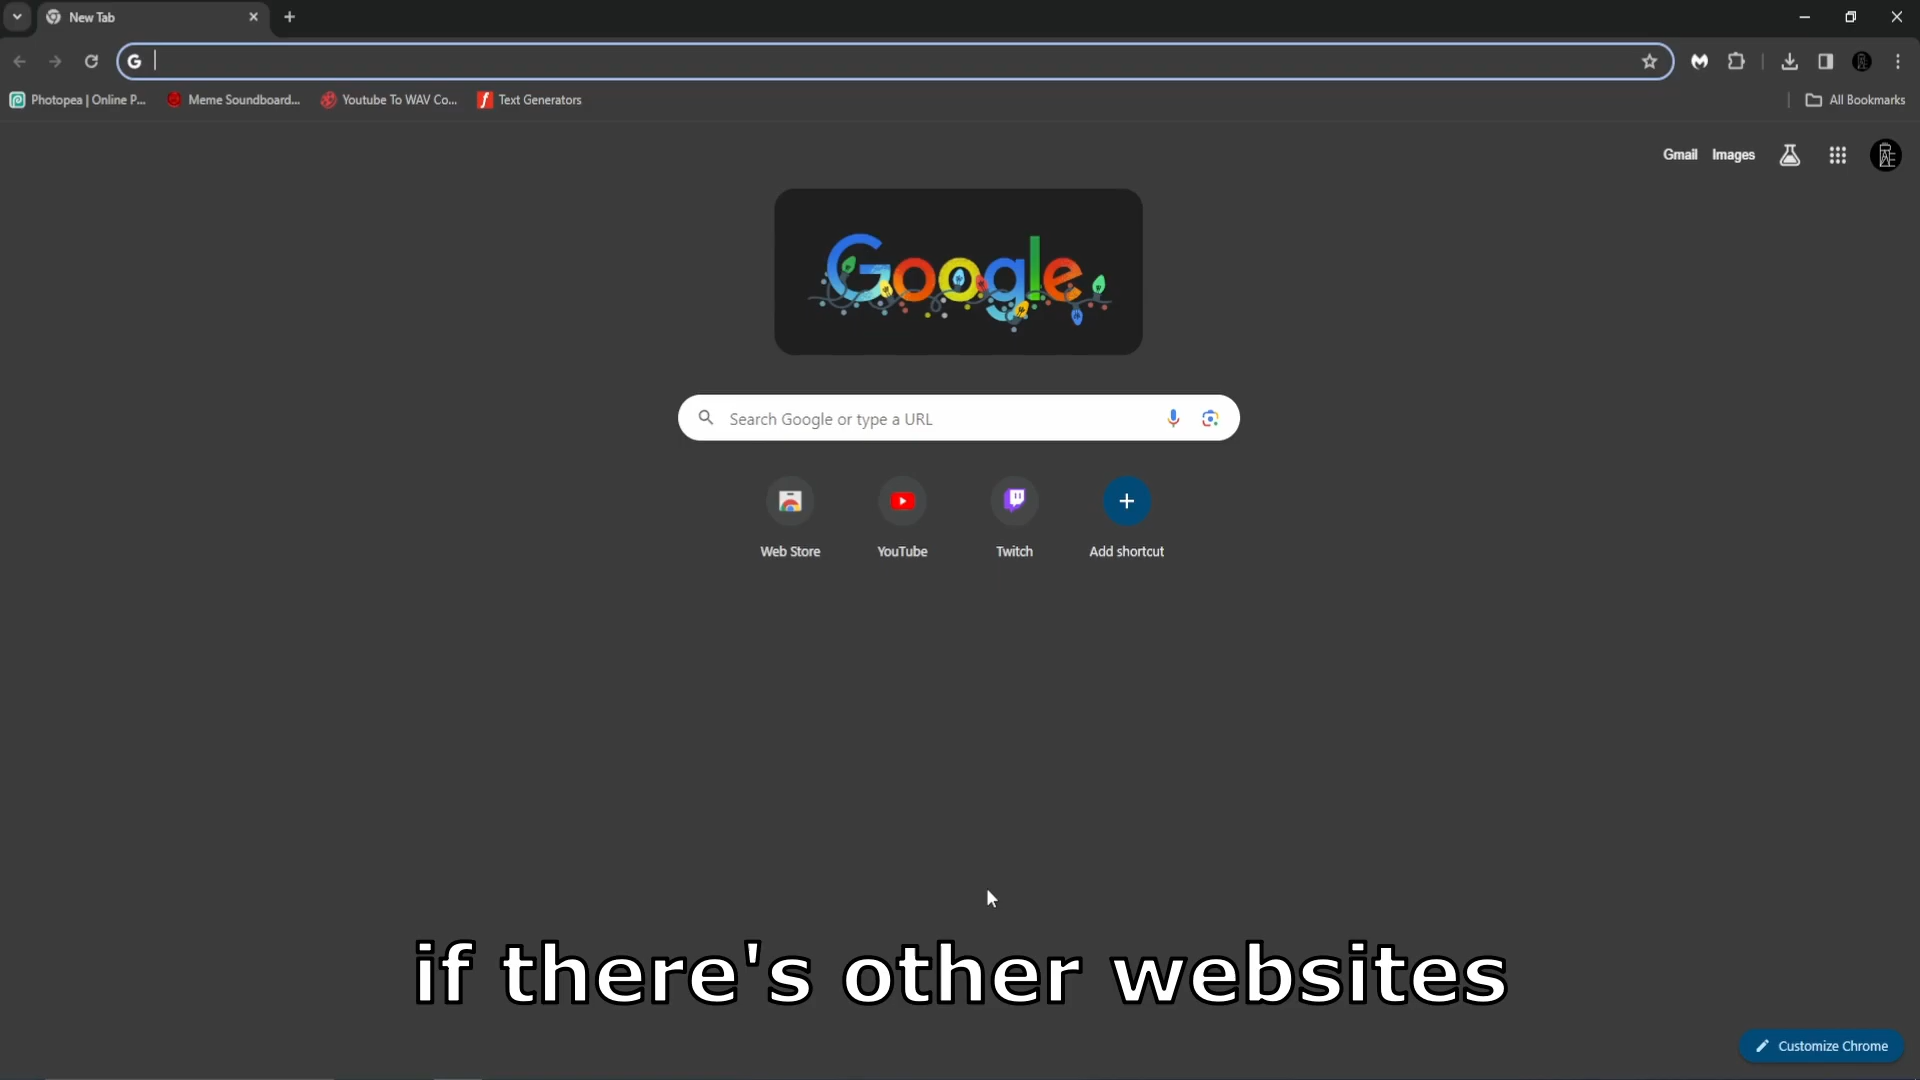 New Tab
Photopea | Online P... Meme Soundboard... Youtube To WAV Co... Text Generators All Bookmarks
Gmail Images
Google
Search Google or type a URL
Web Store YouTube Twitch Add shortcut
if there's other websites
Customize Chrome